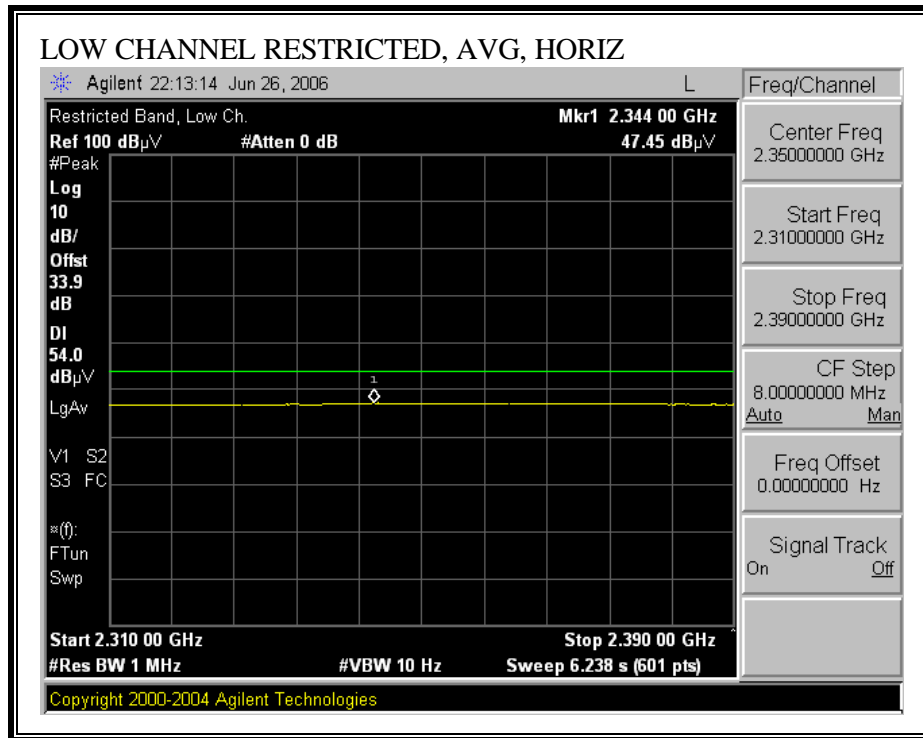 LOW CHANNEL RESTRICTED, AVG, HORIZ
Agilent 22:13:14 Jun 26, 2006 L
Restricted Band, Low Ch. Mkr1 2.344 00 GHz
Ref 100 dBµV #Atten 0 dB 47.45 dBµV
#Peak
Log
10
dB/
Offst
33.9
dB
DI
54.0
dBµV
LgAv
1
V1 S2
S3 FC
¤(f):
FTun
Swp
Start 2.310 00 GHz Stop 2.390 00 GHz ^
#Res BW 1 MHz #VBW 10 Hz Sweep 6.238 s (601 pts)
Copyright 2000-2004 Agilent Technologies
Freq/Channel
Center Freq
2.35000000 GHz
Start Freq
2.31000000 GHz
Stop Freq
2.39000000 GHz
CF Step
8.00000000 MHz
Auto Man
Freq Offset
0.00000000 Hz
Signal Track
On Off